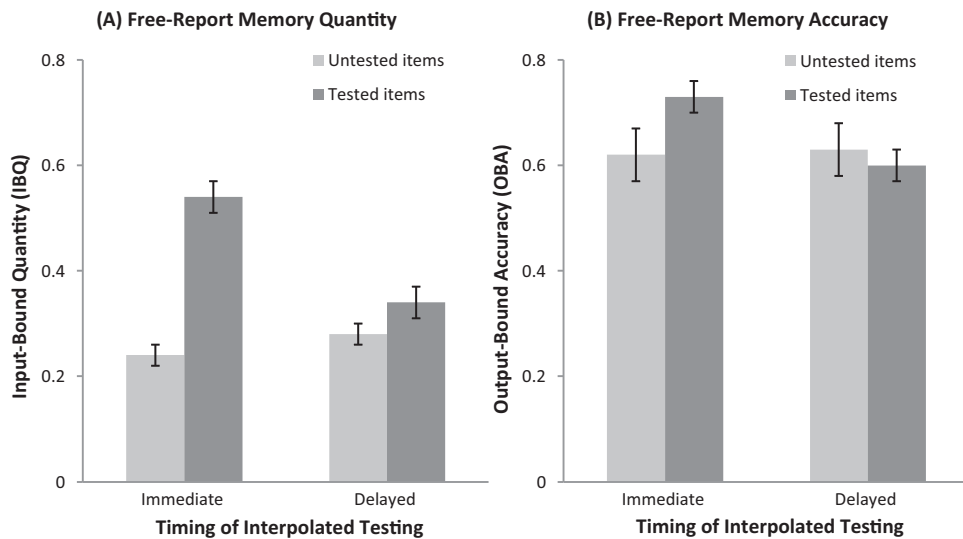 (A) Free-Report Memory Quantity
0.8
0.6
0.4
0.2
0
Input-Bound Quantity (IBQ)
Untested items
Tested items
Immediate
Delayed
Timing of Interpolated Testing
(B) Free-Report Memory Accuracy
0.8
0.6
0.4
0.2
0
Output-Bound Accuracy (OBA)
Untested items
Tested items
Immediate
Delayed
Timing of Interpolated Testing